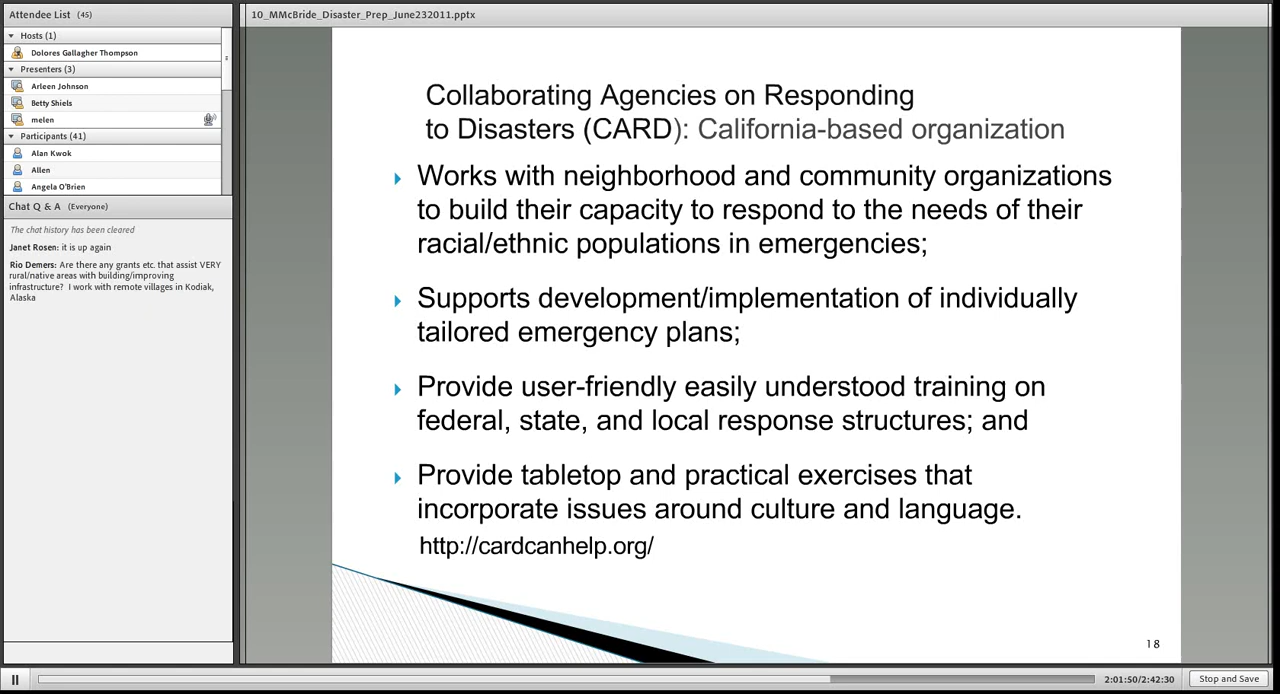 Attendee List (45)
Hosts (1)
Dolores Gallagher Thompson
Presenters (3)
Arleen Johnson
Betty Shiels
melen
Participants (41)
Alan Kwok
Allen
Angela O'Brien
Chat Q & A (Everyone)
The chat history has been cleared
Janet Rosen: it is up again
Rio Demers: Are there any grants etc. that assist VERY
rural/native areas with building/improving
infrastructure? I work with remote villages in Kodiak,
Alaska
10_MMcBride_Disaster_Prep_June232011.pptx
Collaborating Agencies on Responding
to Disasters (CARD): California-based organization
Works with neighborhood and community organizations
to build their capacity to respond to the needs of their
racial/ethnic populations in emergencies;
Supports development/implementation of individually
tailored emergency plans;
Provide user-friendly easily understood training on
federal, state, and local response structures; and
Provide tabletop and practical exercises that
incorporate issues around culture and language.
http://cardcanhelp.org/
18
2:01:50/2:42:30
Stop and Save